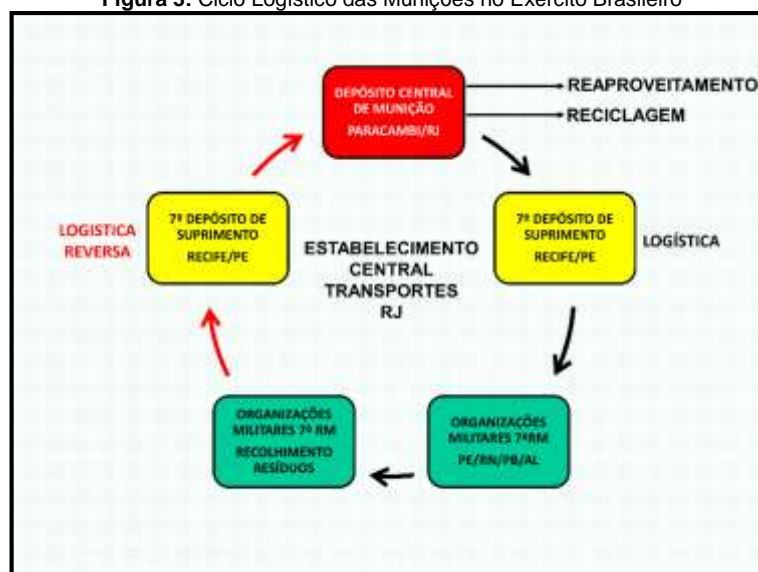 Figura 3: Ciclo Logístico das Munições no Exército Brasileiro
DEPÓSITO CENTRAL
DE MUNIÇÃO
PARACAMBI/RJ
REAPROVEITAMENTO
RECICLAGEM
LOGISTICA
REVERSA
7º DEPÓSITO DE
SUPRIMENTO
RECIFE/PE
ESTABELECIMENTO
CENTRAL
TRANSPORTES
RJ
7º DEPÓSITO DE
SUPRIMENTO
RECIFE/PE
LOGÍSTICA
ORGANIZAÇÕES
MILITARES 7º RM
RECOLHIMENTO
RESÍDUOS
ORGANIZAÇÕES
MILITARES 7ªRM
PE/RN/PB/AL